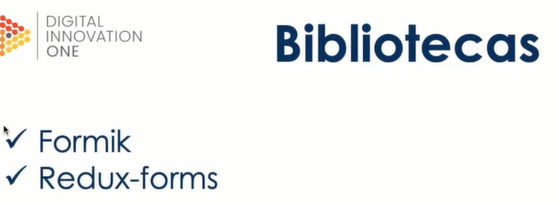 DIGITAL
INNOVATION
ONE
Bibliotecas
Formik
Redux-forms